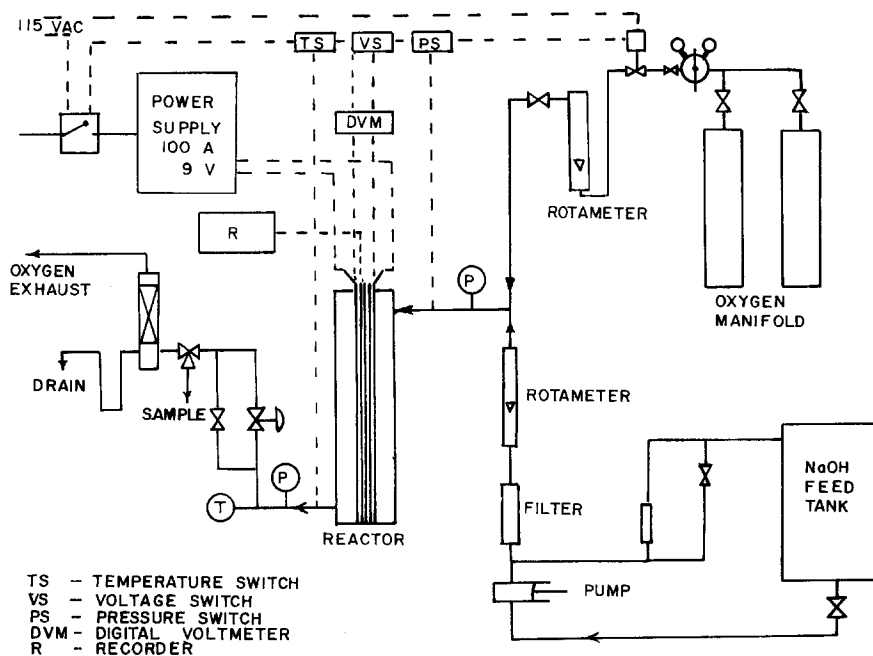 115 VAC
TS
VS
PS
POWER
SUPPLY
100 A
9 V
DVM
ROTAMETER
R
OXYGEN
EXHAUST
P
OXYGEN
MANIFOLD
DRAIN
SAMPLE
ROTAMETER
P
T
NaOH
FEED
TANK
FILTER
REACTOR
PUMP
TS - TEMPERATURE SWITCH
VS - VOLTAGE SWITCH
PS - PRESSURE SWITCH
DVM - DIGITAL VOLTMETER
R - RECORDER